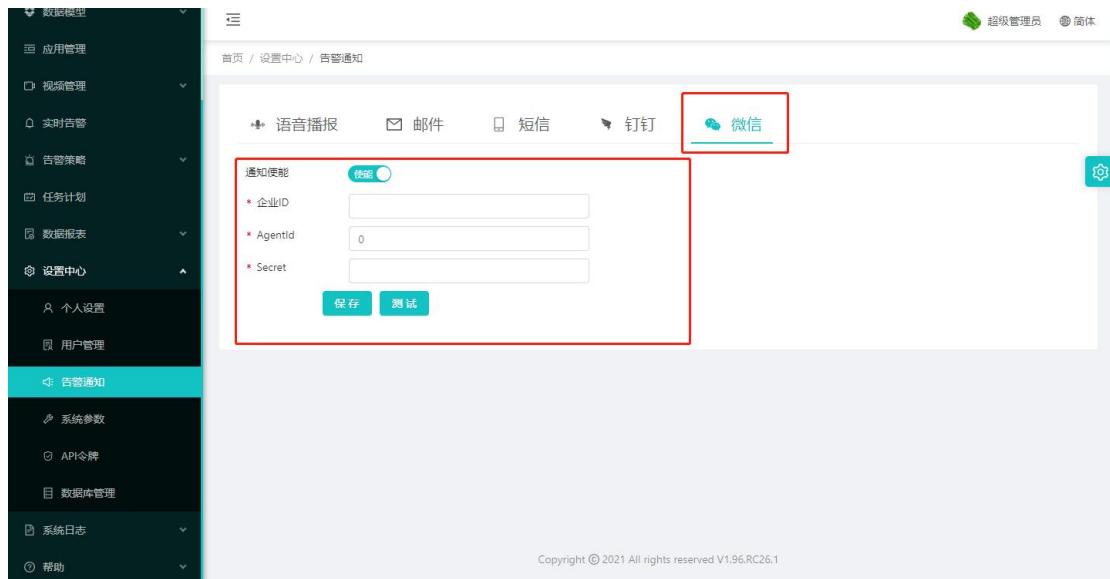 数据模型
应用管理
视频管理
实时告警
告警策略
任务计划
数据报表
设置中心
个人设置
用户管理
告警通知
系统参数
API令牌
数据库管理
系统日志
帮助
超级管理员 简体
首页 / 设置中心 / 告警通知
语音播报 邮件 短信 钉钉 微信
通知使能 使能
* 企业ID
* AgentId 0
* Secret
保存 测试
Copyright © 2021 All rights reserved V1.96.RC26.1